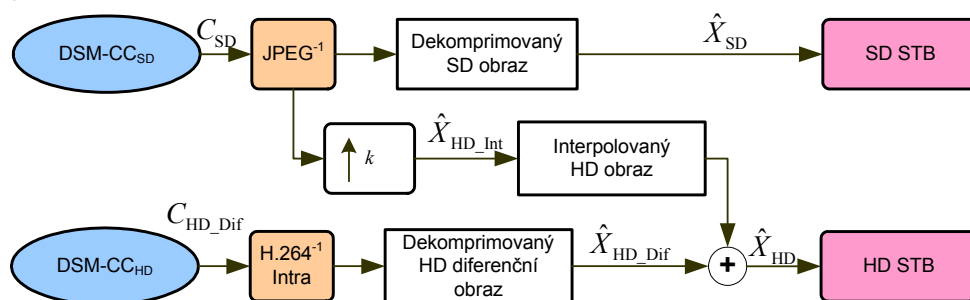 DSM-CC_SD
C_SD
JPEG⁻¹
Dekomprimovaný
SD obraz
X̂_SD
SD STB
↑ k
X̂_HD_Int
Interpolovaný
HD obraz
DSM-CC_HD
C_HD_Dif
H.264⁻¹
Intra
Dekomprimovaný
HD diferenční
obraz
X̂_HD_Dif
+
X̂_HD
HD STB